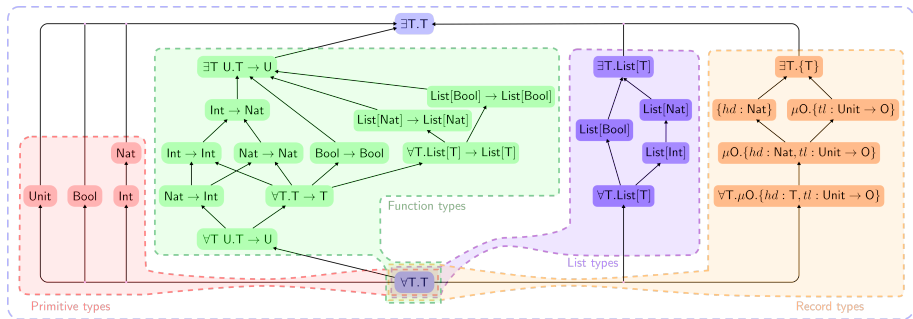 ∃T.T
∃T U.T → U
∃T.List[T]
∃T.{T}
List[Bool] → List[Bool]
Int → Nat
List[Nat] → List[Nat]
List[Nat]
{hd : Nat}
μO.{tl : Unit → O}
List[Bool]
Nat
Int → Int
Nat → Nat
Bool → Bool
∀T.List[T] → List[T]
List[Int]
μO.{hd : Nat, tl : Unit → O}
Unit
Bool
Int
Nat → Int
∀T.T → T
∀T.List[T]
∀T.μO.{hd : T, tl : Unit → O}
Function types
∀T U.T → U
List types
∀T.T
Primitive types
Record types